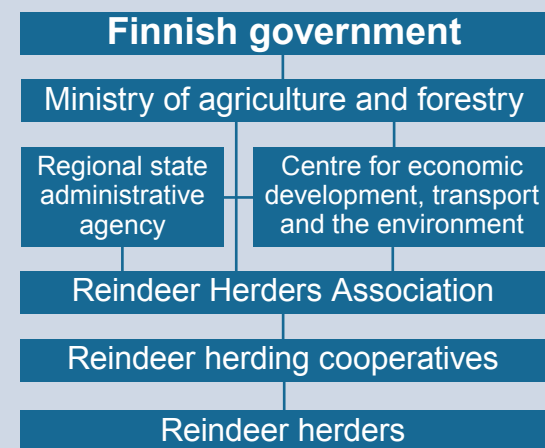 Finnish government
Ministry of agriculture and forestry
Regional state
administrative
agency
Centre for economic
development, transport
and the environment
Reindeer Herders Association
Reindeer herding cooperatives
Reindeer herders